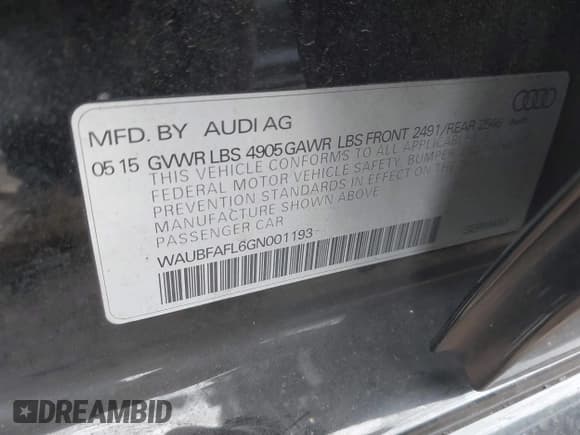 MFD. BY AUDI AG
05 15 GVWR LBS 4905 GAWR LBS FRONT 2491/REAR
THIS VEHICLE CONFORMS TO ALL
FEDERAL MOTOR VEHICLE SAFETY, BUMPER
PREVENTION STANDARDS IN EFFECT ON THE
MANUFACTURE SHOWN ABOVE
PASSENGER CAR
WAUBFAFL6GN001193
DREAMBID